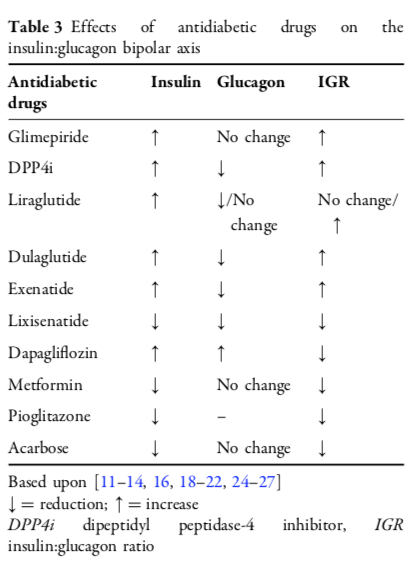 Table 3 Effects of antidiabetic drugs on the
insulin:glucagon bipolar axis
Antidiabetic Insulin Glucagon IGR
drugs
Glimepiride ↑ No change ↑
DPP4i ↑ ↓ ↑
Liraglutide ↑ ↓/No No change/
change ↑
Dulaglutide ↑ ↓ ↑
Exenatide ↑ ↓ ↑
Lixisenatide ↓ ↓ ↓
Dapagliflozin ↑ ↑ ↓
Metformin ↓ No change ↓
Pioglitazone ↓ – ↓
Acarbose ↓ No change ↓
Based upon [11–14, 16, 18–22, 24–27]
↓ = reduction; ↑ = increase
DPP4i dipeptidyl peptidase-4 inhibitor, IGR
insulin:glucagon ratio